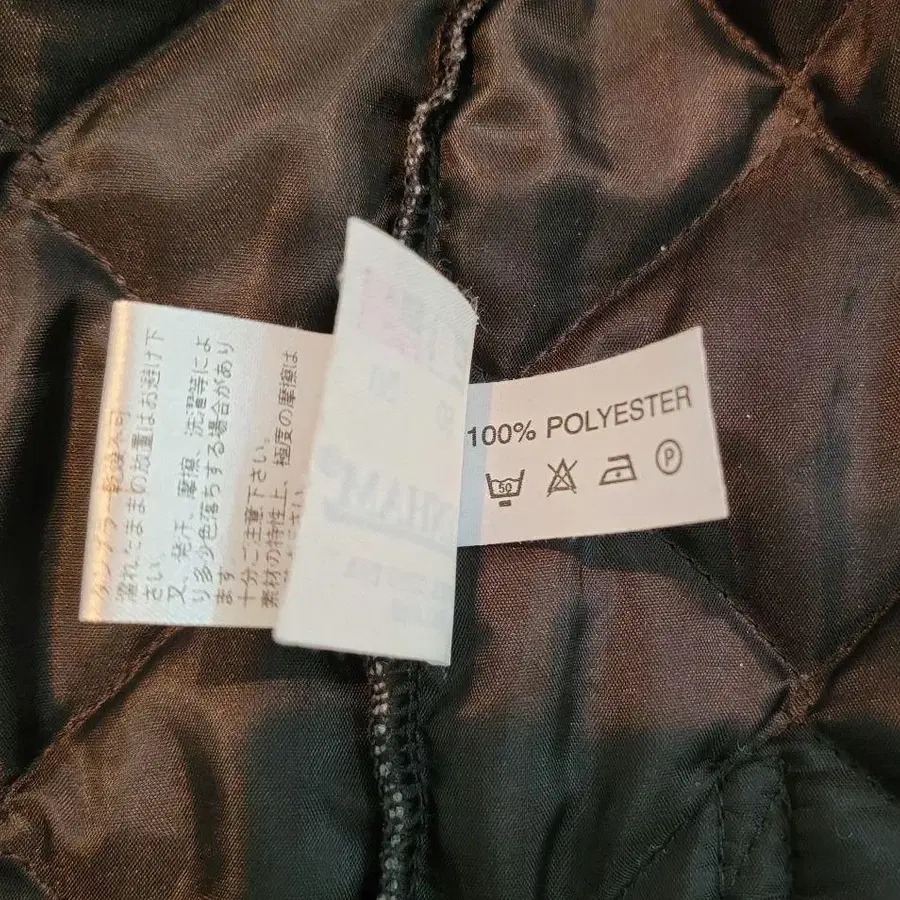 タンブラー乾燥不可
濡れたままの放置はお避け下
さい。
又、発汗、摩擦、洗濯等によ
り多少色落ちする場合があり
ます。
十分ご注意下さい。
素材の特性上、極度の摩擦は
100% POLYESTER
50
P